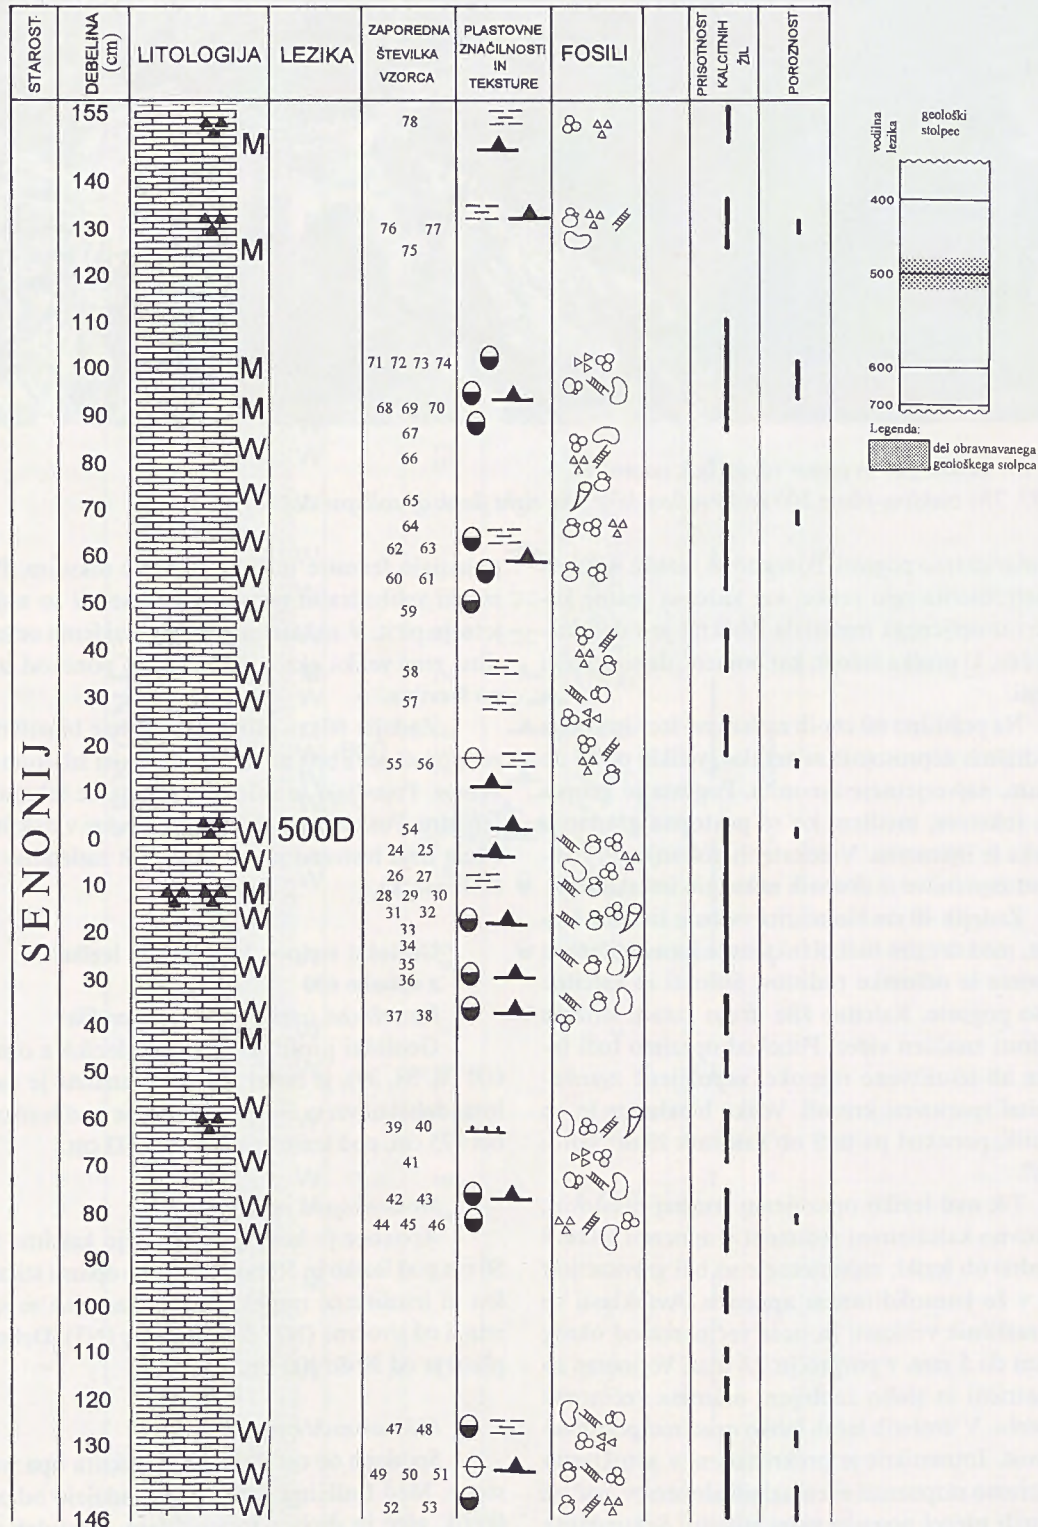 STAROST
DEBELINA (cm)
LITOLOGIJA
LEZIKA
ZAPOREDNA
ŠTEVILKA
VZORCA
PLASTOVNE
ZNAČILNOSTI
IN
TEKSTURE
FOSILI
PRISOTNOST
KALCITNIH
ŽIL
POROZNOST
155
78
M
140
130
76 77
M
75
120
110
100
M
71 72 73 74
90
M
68 69 70
67
W
66
80
W
65
70
64
W
62 63
60
W
60 61
50
W
59
40
W
58
30
W
57
20
W
55 56
10
0
W
500D
54
W
24 25
26 27
10
M
28 29 30
W
31 32
20
33
34
W
35
30
36
W
37 38
40
M
50
W
60
39 40
70
W
41
W
42 43
80
W
44 45 46
90
100
110
120
W
47 48
130
W
49 50 51
W
52 53
146
SENONIJ
vodilna
lezika
geološki
stolpec
400
500
600
700
Legenda:
del obravnavanega
geološkega stolpca